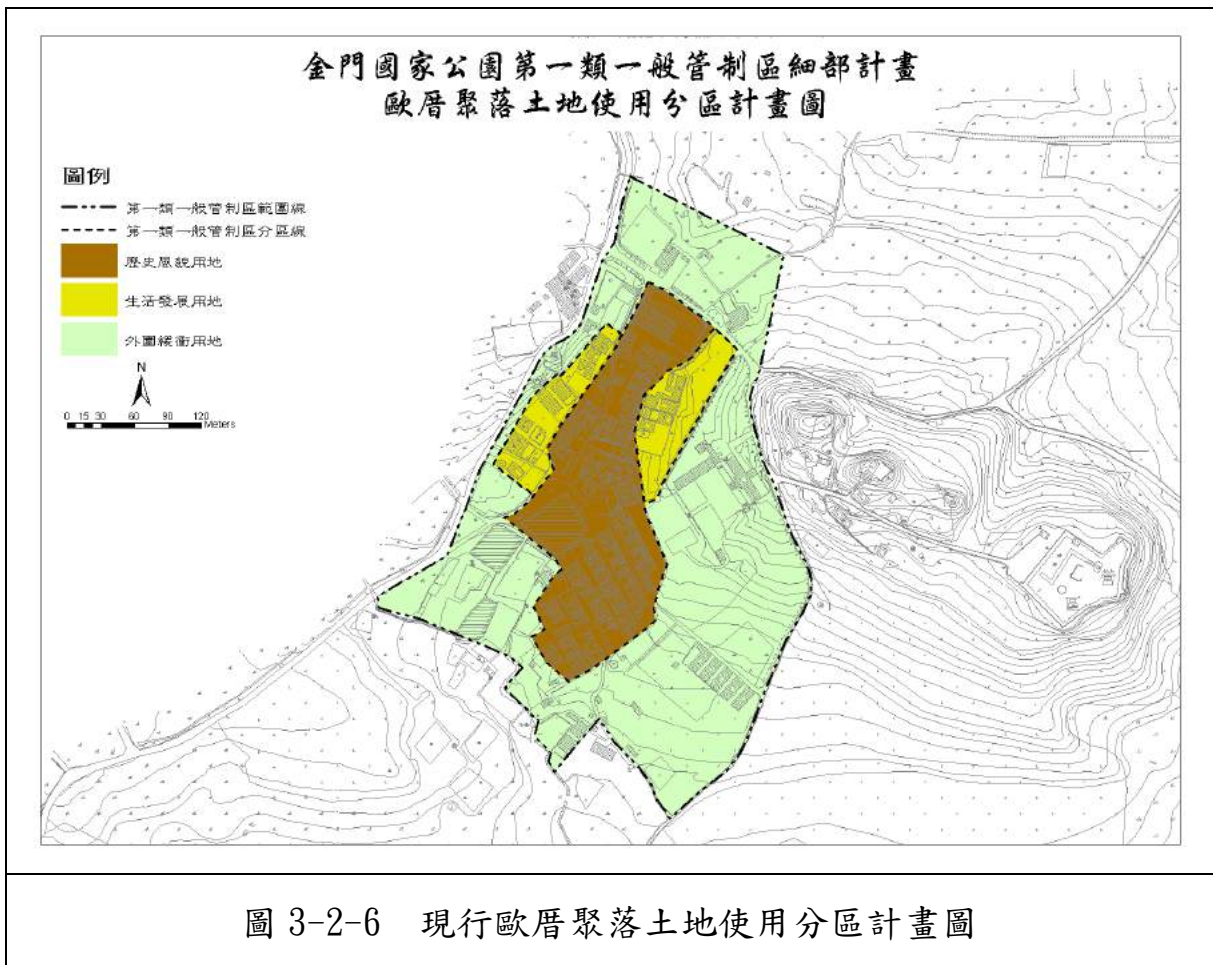 金門國家公園第一類一般管制區細部計畫
歐厝聚落土地使用分區計畫圖
圖例
第一類一般管制區範圍線
第一類一般管制區分區線
歷史風貌用地
生活發展用地
外圍緩衝用地
N
0 15 30 60 90 120
Meters
圖 3-2-6 現行歐厝聚落土地使用分區計畫圖